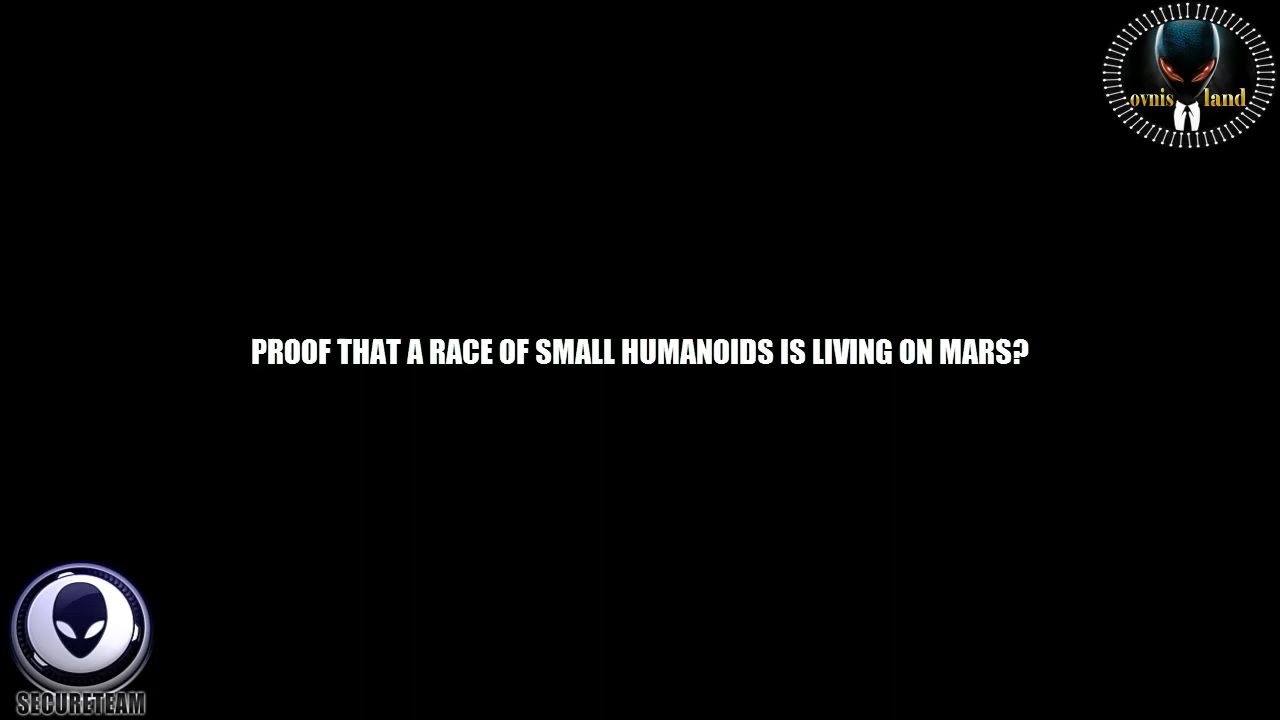 ovnis land
PROOF THAT A RACE OF SMALL HUMANOIDS IS LIVING ON MARS?
SECURETEAM